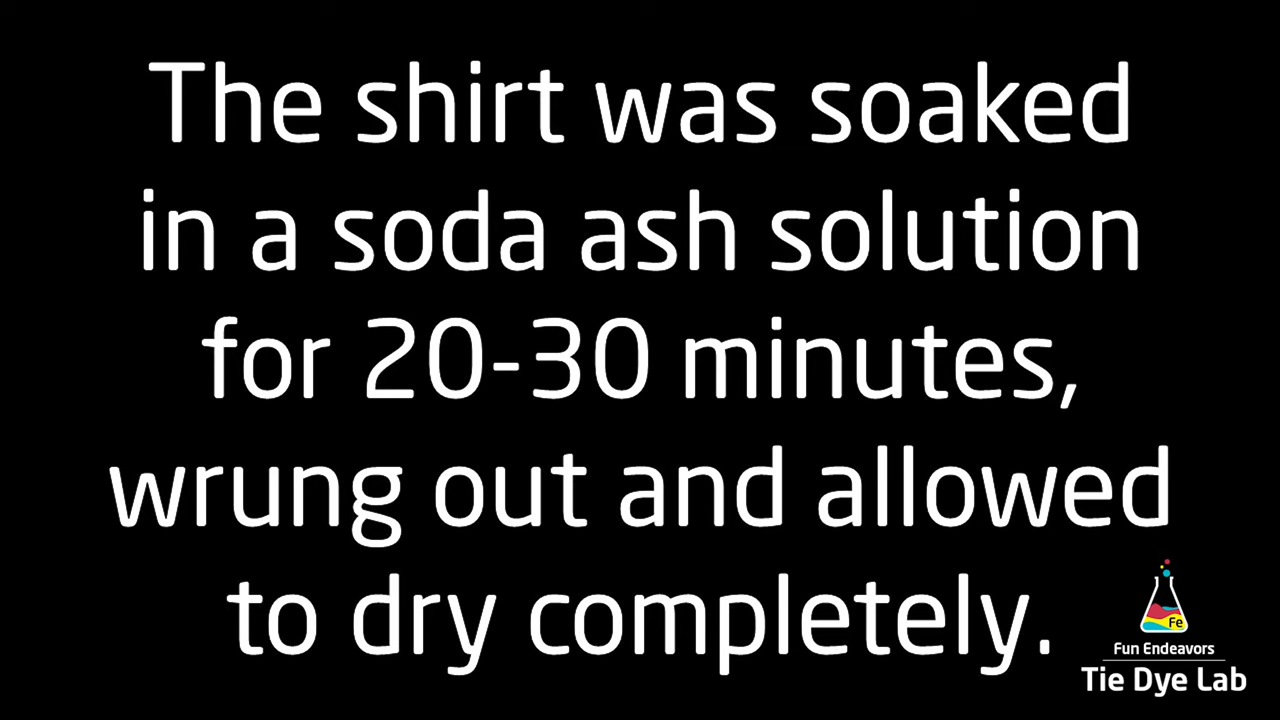 The shirt was soaked
in a soda ash solution
for 20-30 minutes,
wrung out and allowed
to dry completely.
Fe
Fun Endeavors
Tie Dye Lab